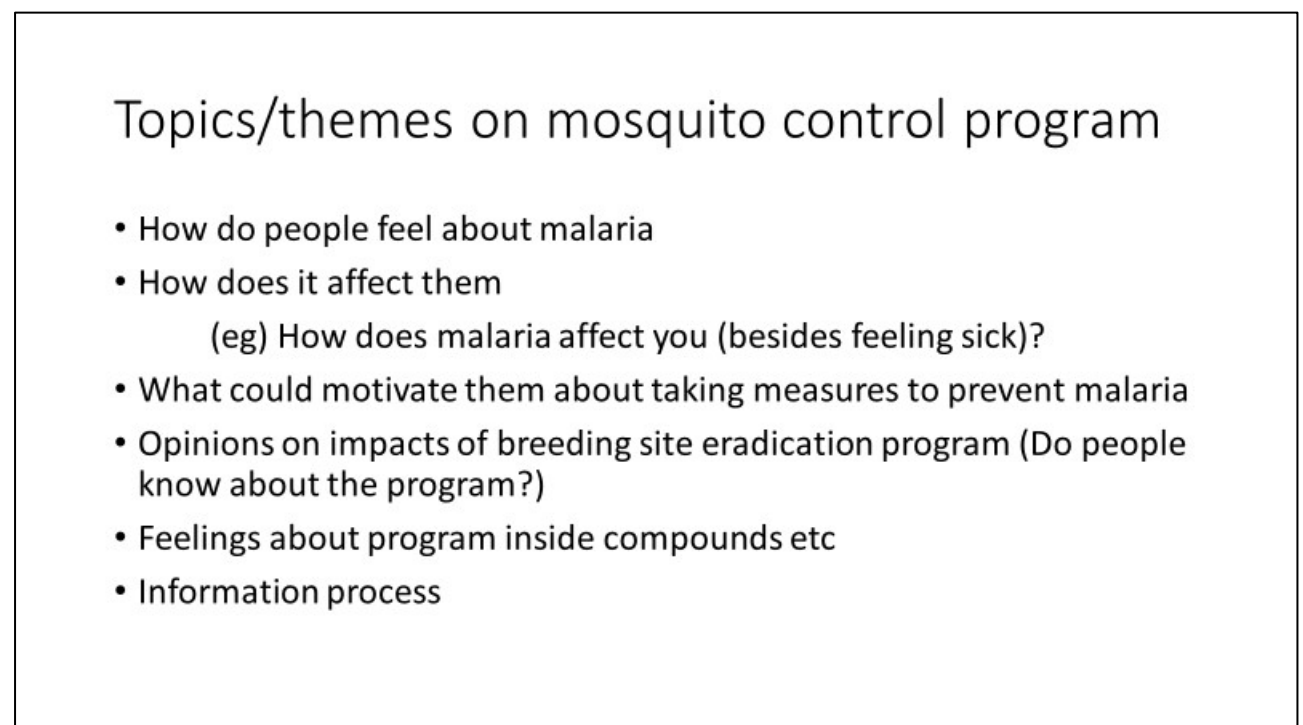 Topics/themes on mosquito control program
• How do people feel about malaria
• How does it affect them
(eg) How does malaria affect you (besides feeling sick)?
• What could motivate them about taking measures to prevent malaria
• Opinions on impacts of breeding site eradication program (Do people
know about the program?)
• Feelings about program inside compounds etc
• Information process